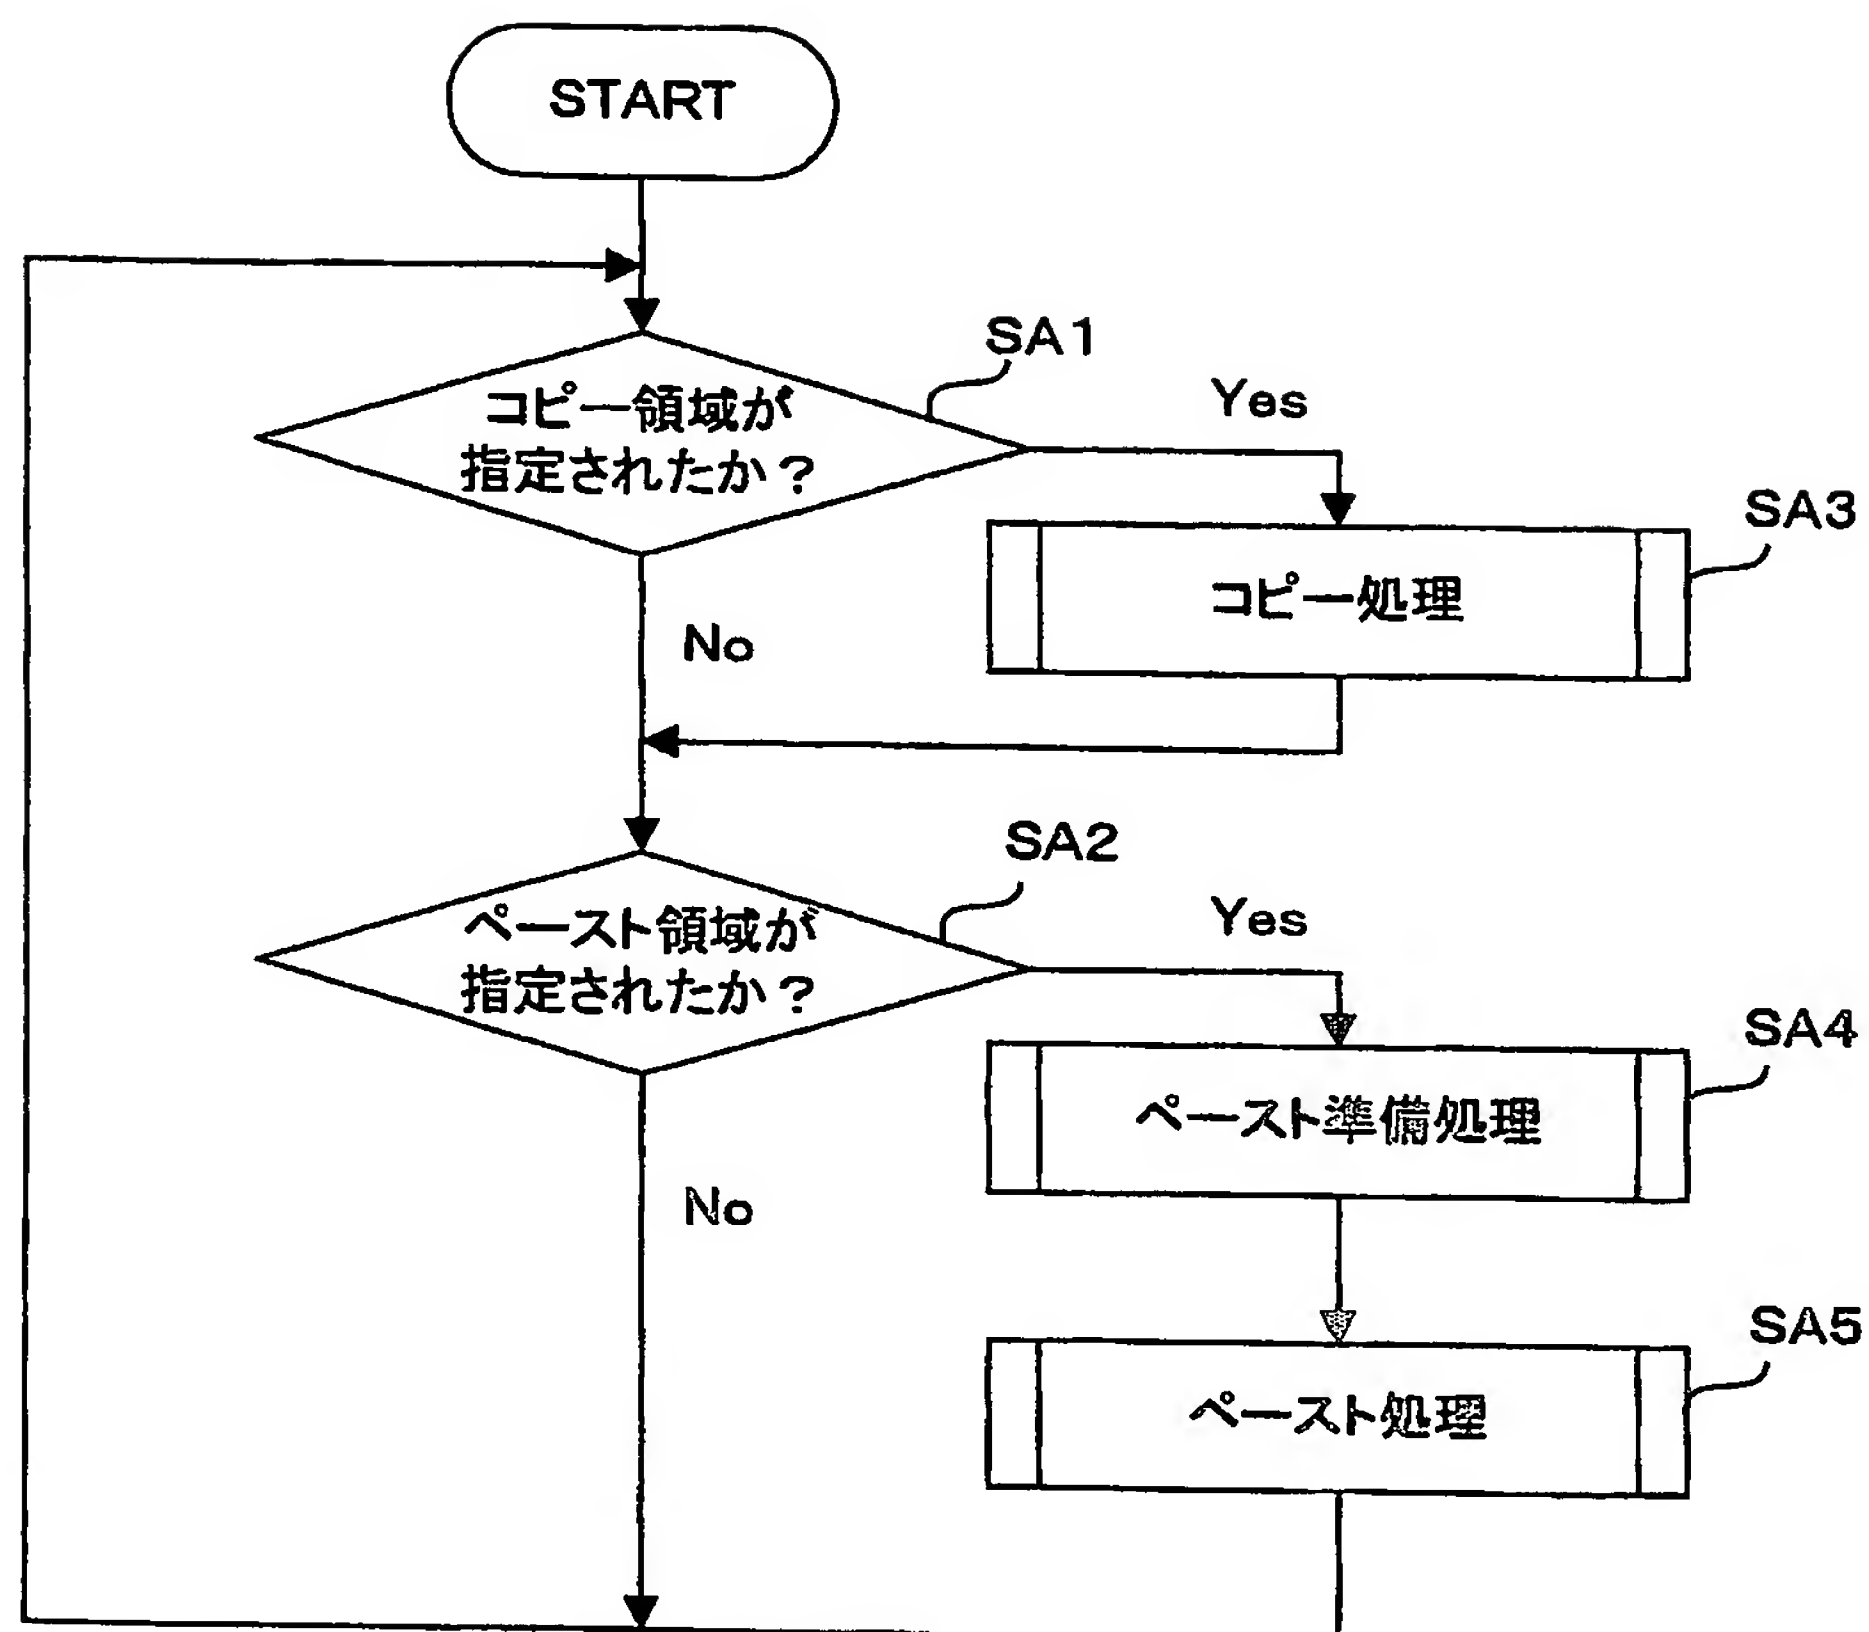 START
SA1
コピー領域が
指定されたか？
Yes
SA3
コピー処理
No
SA2
ペースト領域が
指定されたか？
Yes
SA4
ペースト準備処理
No
SA5
ペースト処理